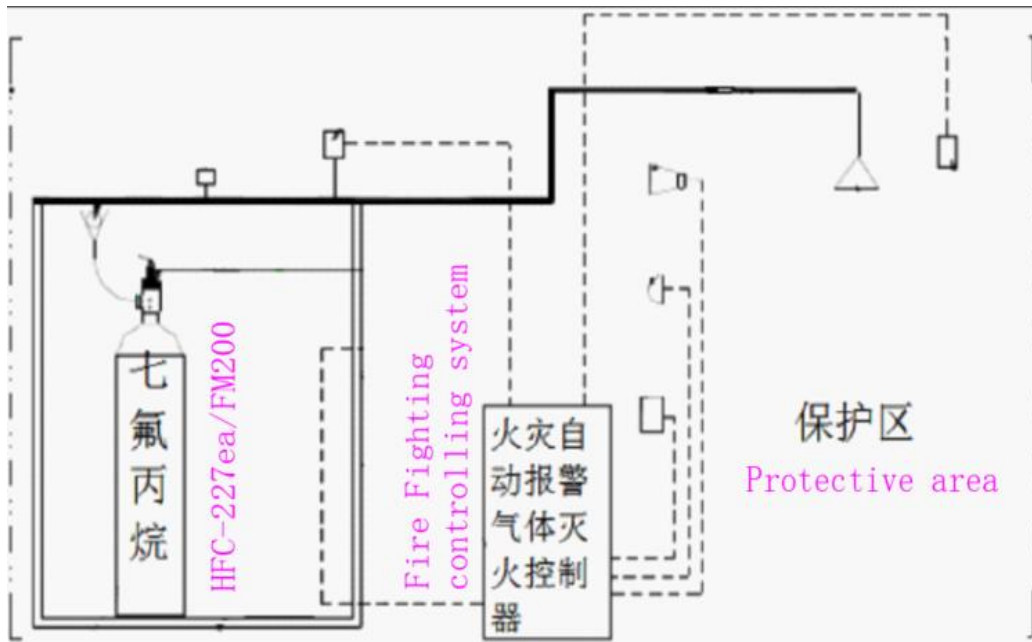 七
氟
丙
烷
HFC-227ea/FM200
Fire Fighting
controlling system
火灾自
动报警
气体灭
火控制
器
保护区
Protective area